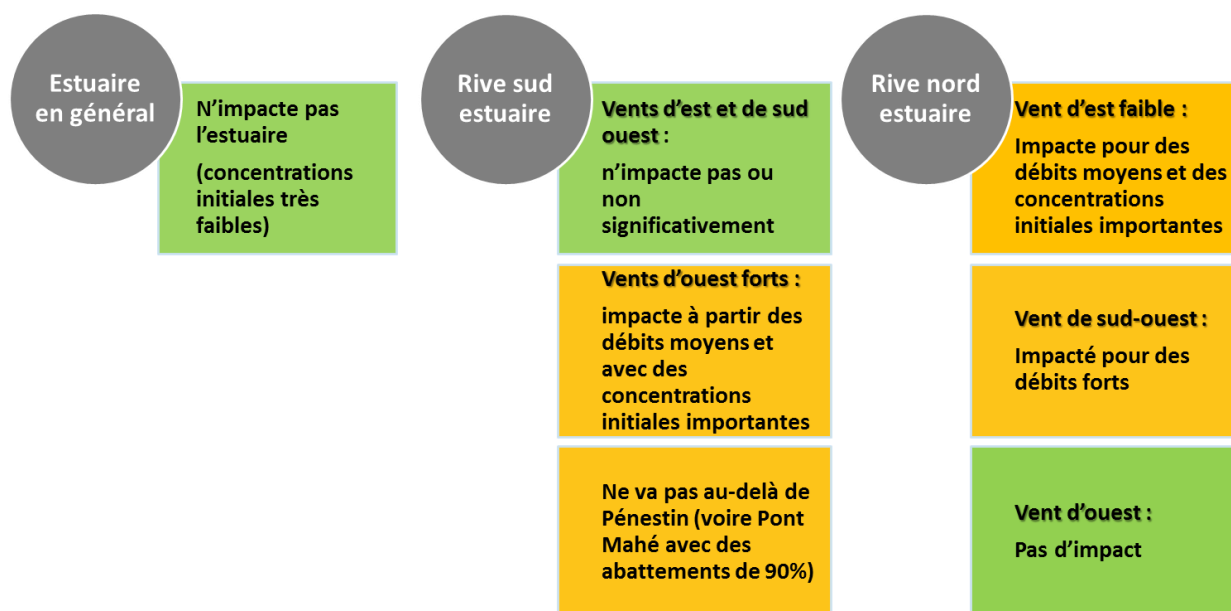 Estuaire
en général
N’impacte pas
l’estuaire
(concentrations
initiales très
faibles)
Rive sud
estuaire
Vents d’est et de sud
ouest :
n’impacte pas ou
non
significativement
Vents d’ouest forts :
impacte à partir des
débits moyens et
avec des
concentrations
initiales importantes
Ne va pas au-delà de
Pénestin (voire Pont
Mahé avec des
abattements de 90%)
Rive nord
estuaire
Vent d’est faible :
Impacte pour des
débits moyens et des
concentrations
initiales importantes
Vent de sud-ouest :
Impacté pour des
débits forts
Vent d’ouest :
Pas d’impact